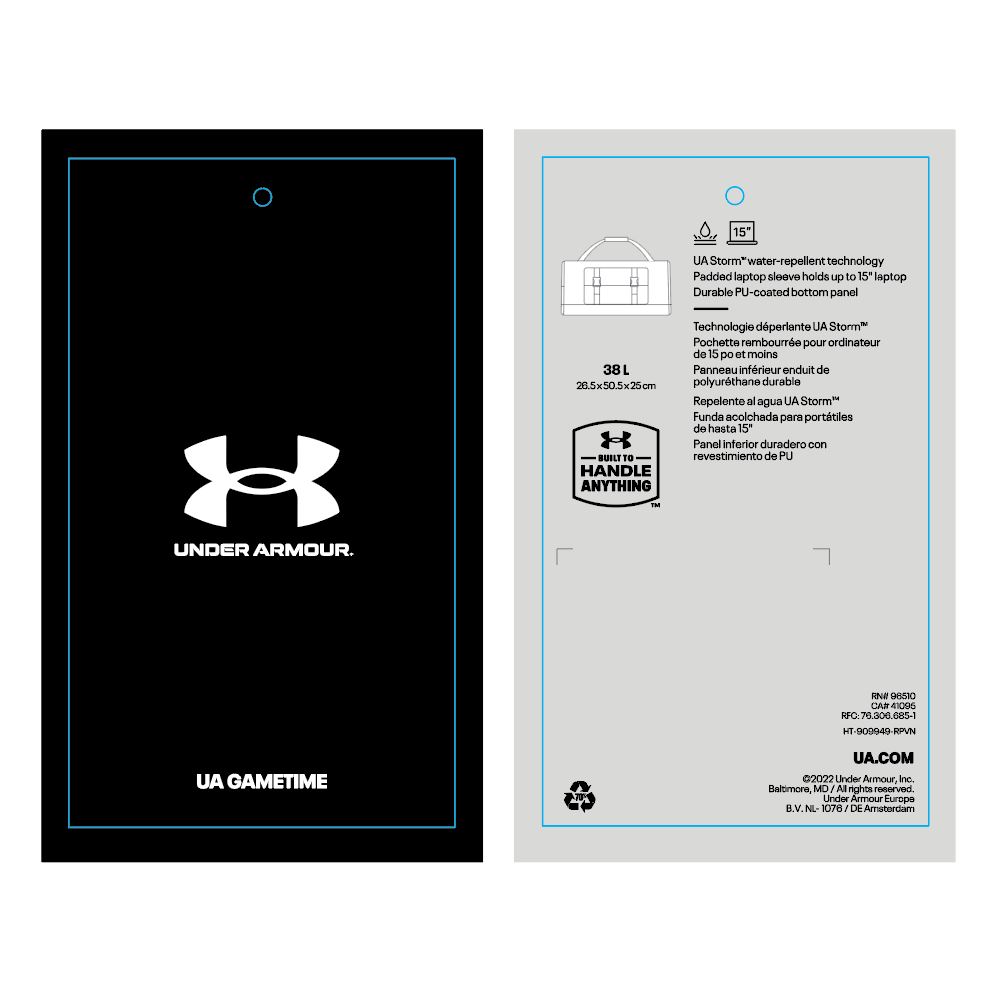 UNDER ARMOUR.
UA GAMETIME
15"
UA Storm™ water-repellent technology
Padded laptop sleeve holds up to 15" laptop
Durable PU-coated bottom panel
Technologie déperlante UA Storm™
Pochette rembourrée pour ordinateur
de 15 po et moins
Panneau inférieur enduit de
polyuréthane durable
Repelente al agua UA Storm™
Funda acolchada para portátiles
de hasta 15"
Panel inferior duradero con
revestimiento de PU
38 L
26.5 x 50.5 x 25 cm
BUILT TO
HANDLE
ANYTHING
™
RN# 96510
CA# 41095
RFC: 76.306.685-1
HT-909949-RPVN
UA.COM
©2022 Under Armour, Inc.
Baltimore, MD / All rights reserved.
Under Armour Europe
B.V. NL- 1076 / DE Amsterdam
70%